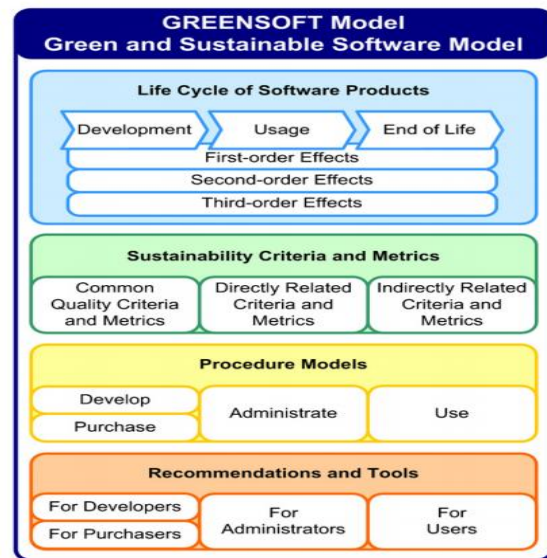 GREENSOFT Model
Green and Sustainable Software Model
Life Cycle of Software Products
Development
Usage
End of Life
First-order Effects
Second-order Effects
Third-order Effects
Sustainability Criteria and Metrics
Common
Quality Criteria
and Metrics
Directly Related
Criteria and
Metrics
Indirectly Related
Criteria and
Metrics
Procedure Models
Develop
Purchase
Administrate
Use
Recommendations and Tools
For Developers
For Purchasers
For
Administrators
For
Users